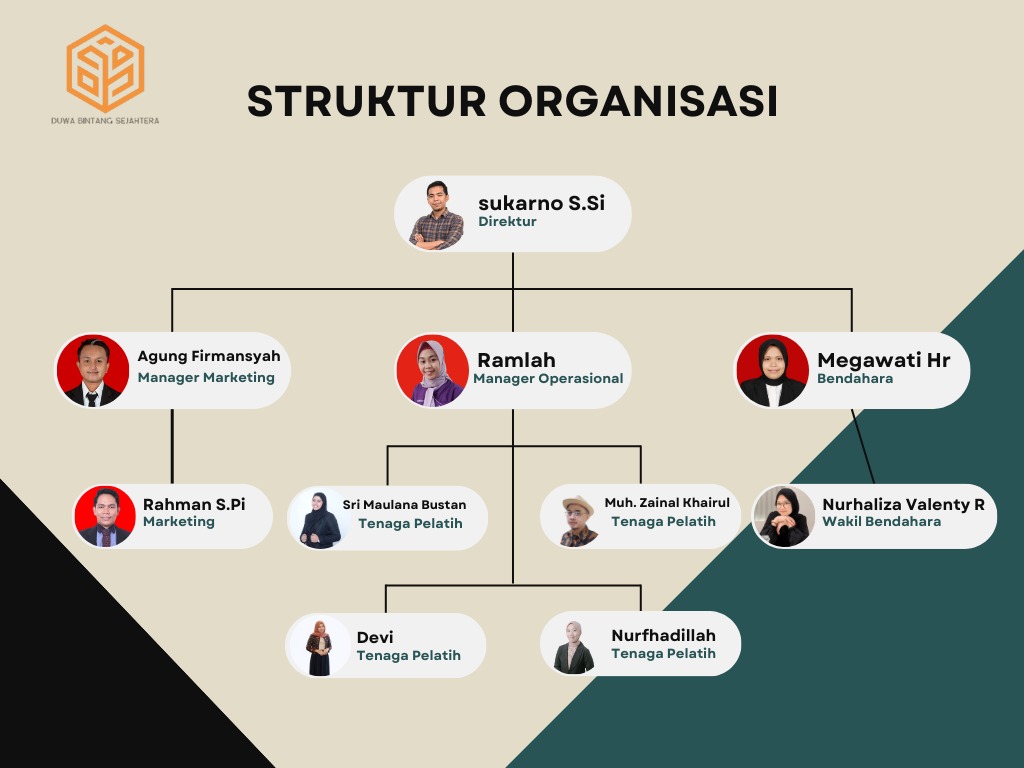 DUWA BINTANG SEJAHTERA
STRUKTUR ORGANISASI
sukarno S.Si
Direktur
Agung Firmansyah
Manager Marketing
Ramlah
Manager Operasional
Megawati Hr
Bendahara
Rahman S.Pi
Marketing
Sri Maulana Bustan
Tenaga Pelatih
Muh. Zainal Khairul
Tenaga Pelatih
Nurhaliza Valenty R
Wakil Bendahara
Devi
Tenaga Pelatih
Nurfhadillah
Tenaga Pelatih